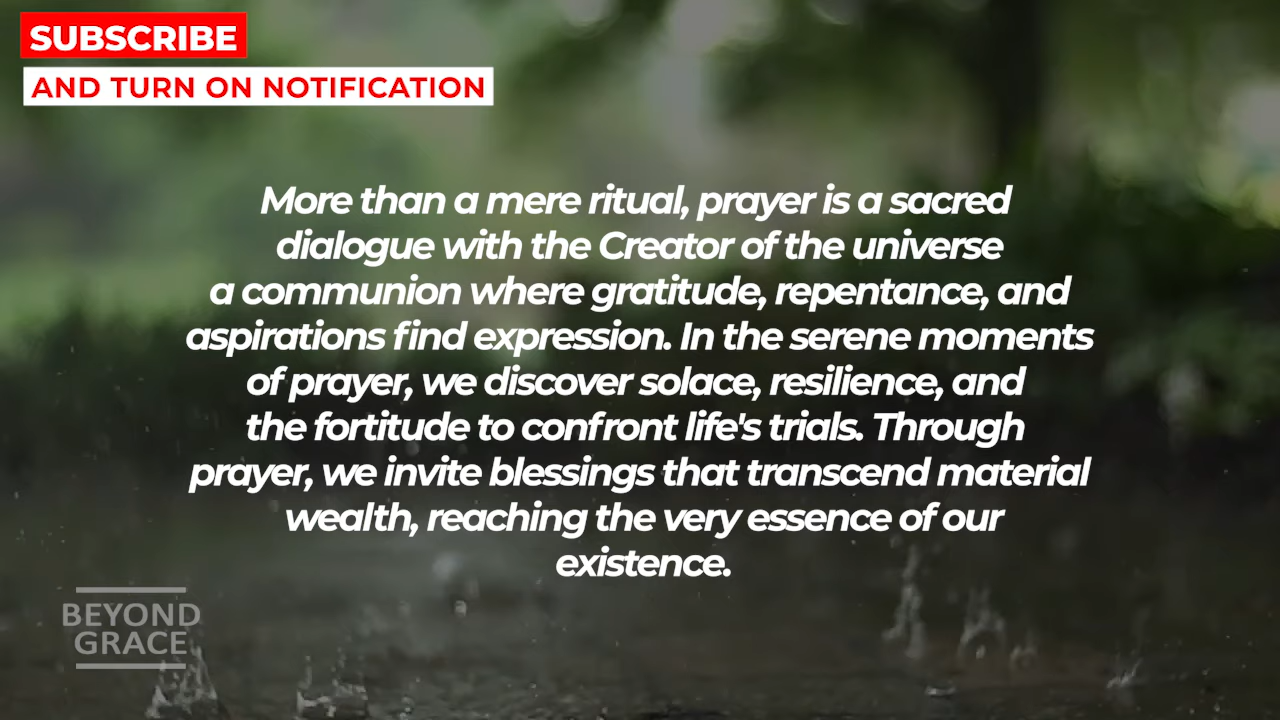 SUBSCRIBE
AND TURN ON NOTIFICATION
More than a mere ritual, prayer is a sacred
dialogue with the Creator of the universe
a communion where gratitude, repentance, and
aspirations find expression. In the serene moments
of prayer, we discover solace, resilience, and
the fortitude to confront life's trials. Through
prayer, we invite blessings that transcend material
wealth, reaching the very essence of our
existence.
BEYOND
GRACE